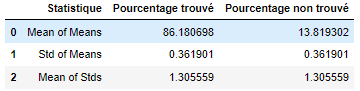 Statistique Pourcentage trouvé Pourcentage non trouvé
0 Mean of Means 86.180698 13.819302
1 Std of Means 0.361901 0.361901
2 Mean of Stds 1.305559 1.305559